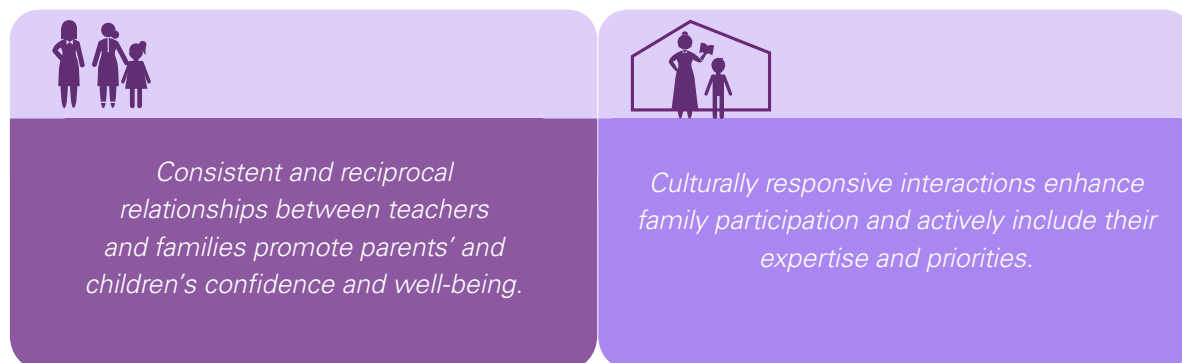 Consistent and reciprocal
relationships between teachers
and families promote parents’ and
children’s confidence and well-being.
Culturally responsive interactions enhance
family participation and actively include their
expertise and priorities.